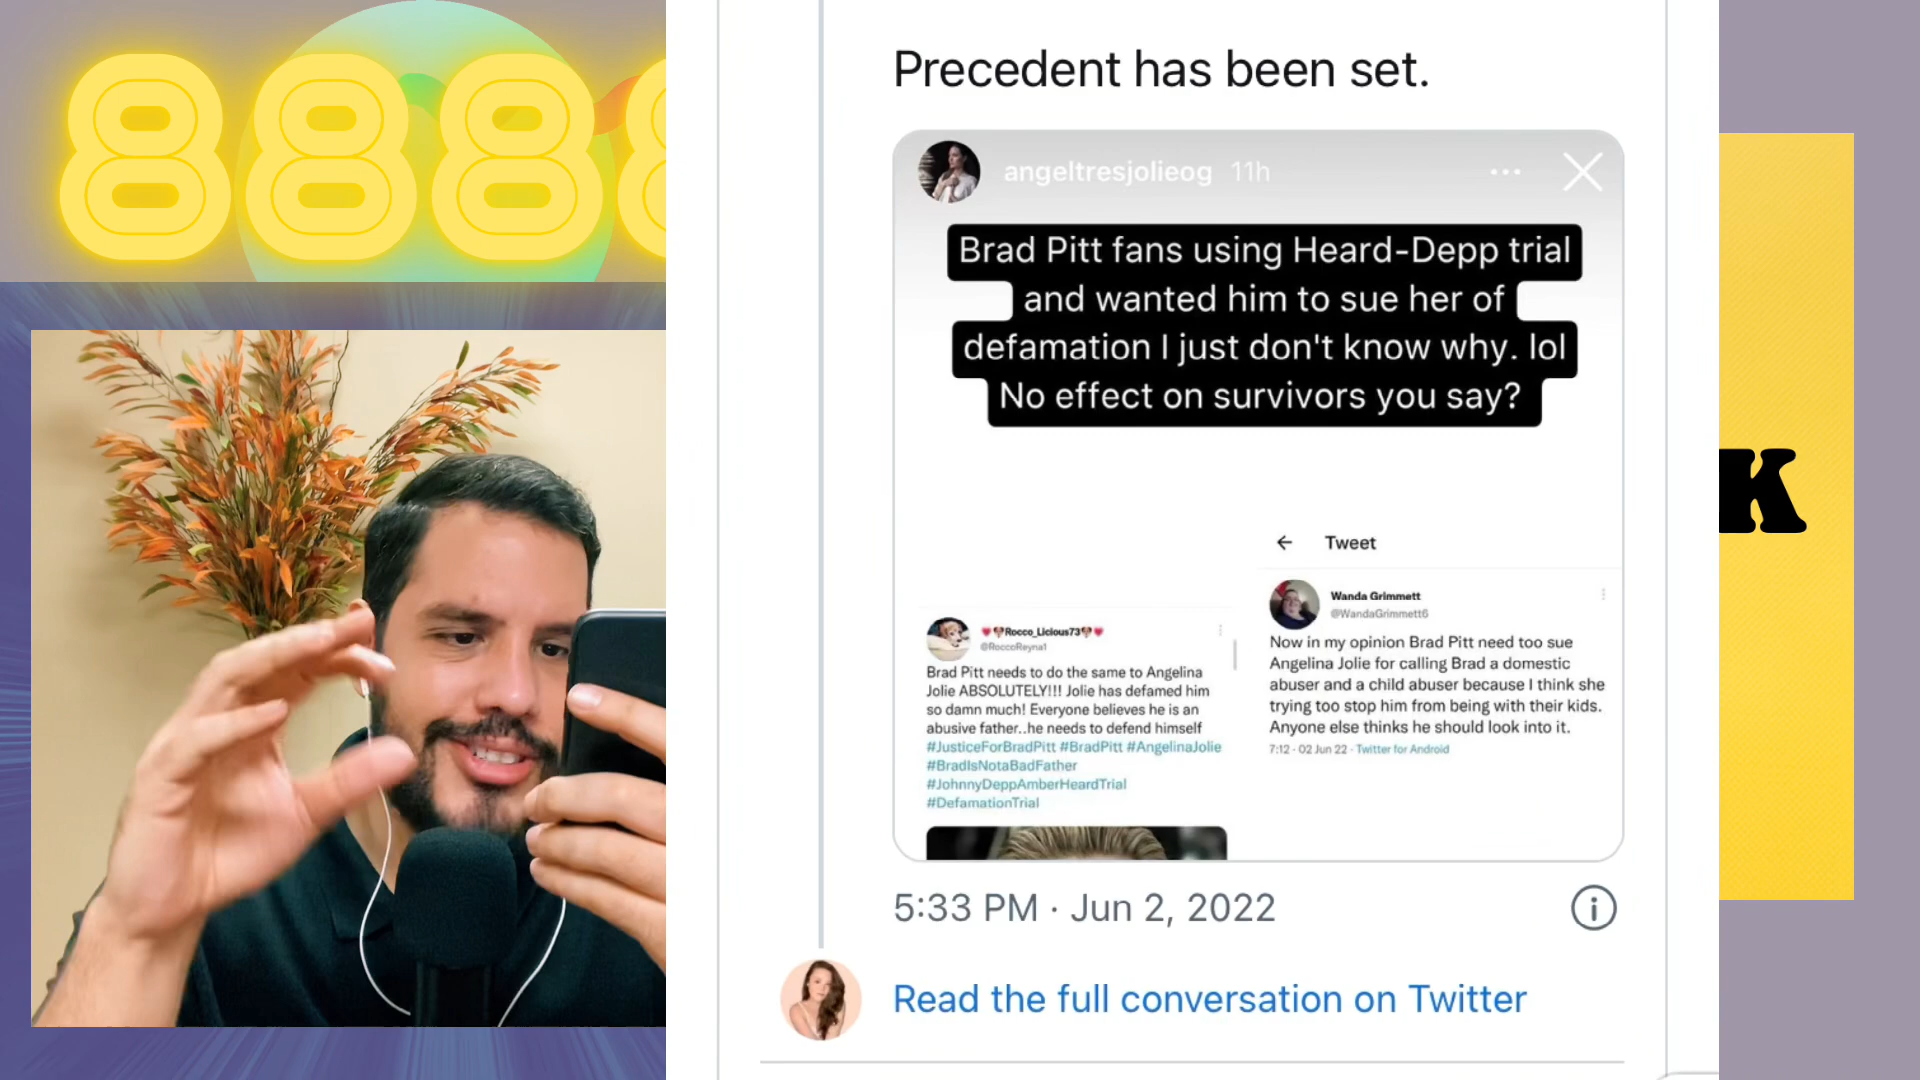 8888
Precedent has been set.
angeltresjolieog 11h
Brad Pitt fans using Heard-Depp trial
and wanted him to sue her of
defamation I just don't know why. lol
No effect on survivors you say?
Rocco_Licious73
@RoccoReyna1
Brad Pitt needs to do the same to Angelina
Jolie ABSOLUTELY!!! Jolie has defamed him
so damn much! Everyone believes he is an
abusive father..he needs to defend himself
#JusticeForBradPitt #BradPitt #AngelinaJolie
#BradIsNotaBadFather
#JohnnyDeppAmberHeardTrial
#DefamationTrial
Tweet
Wanda Grimmett
@WandaGrimmett6
Now in my opinion Brad Pitt need too sue
Angelina Jolie for calling Brad a domestic
abuser and a child abuser because I think she
trying too stop him from being with their kids.
Anyone else thinks he should look into it.
7:12 · 02 Jun 22 · Twitter for Android
5:33 PM · Jun 2, 2022
Read the full conversation on Twitter
K